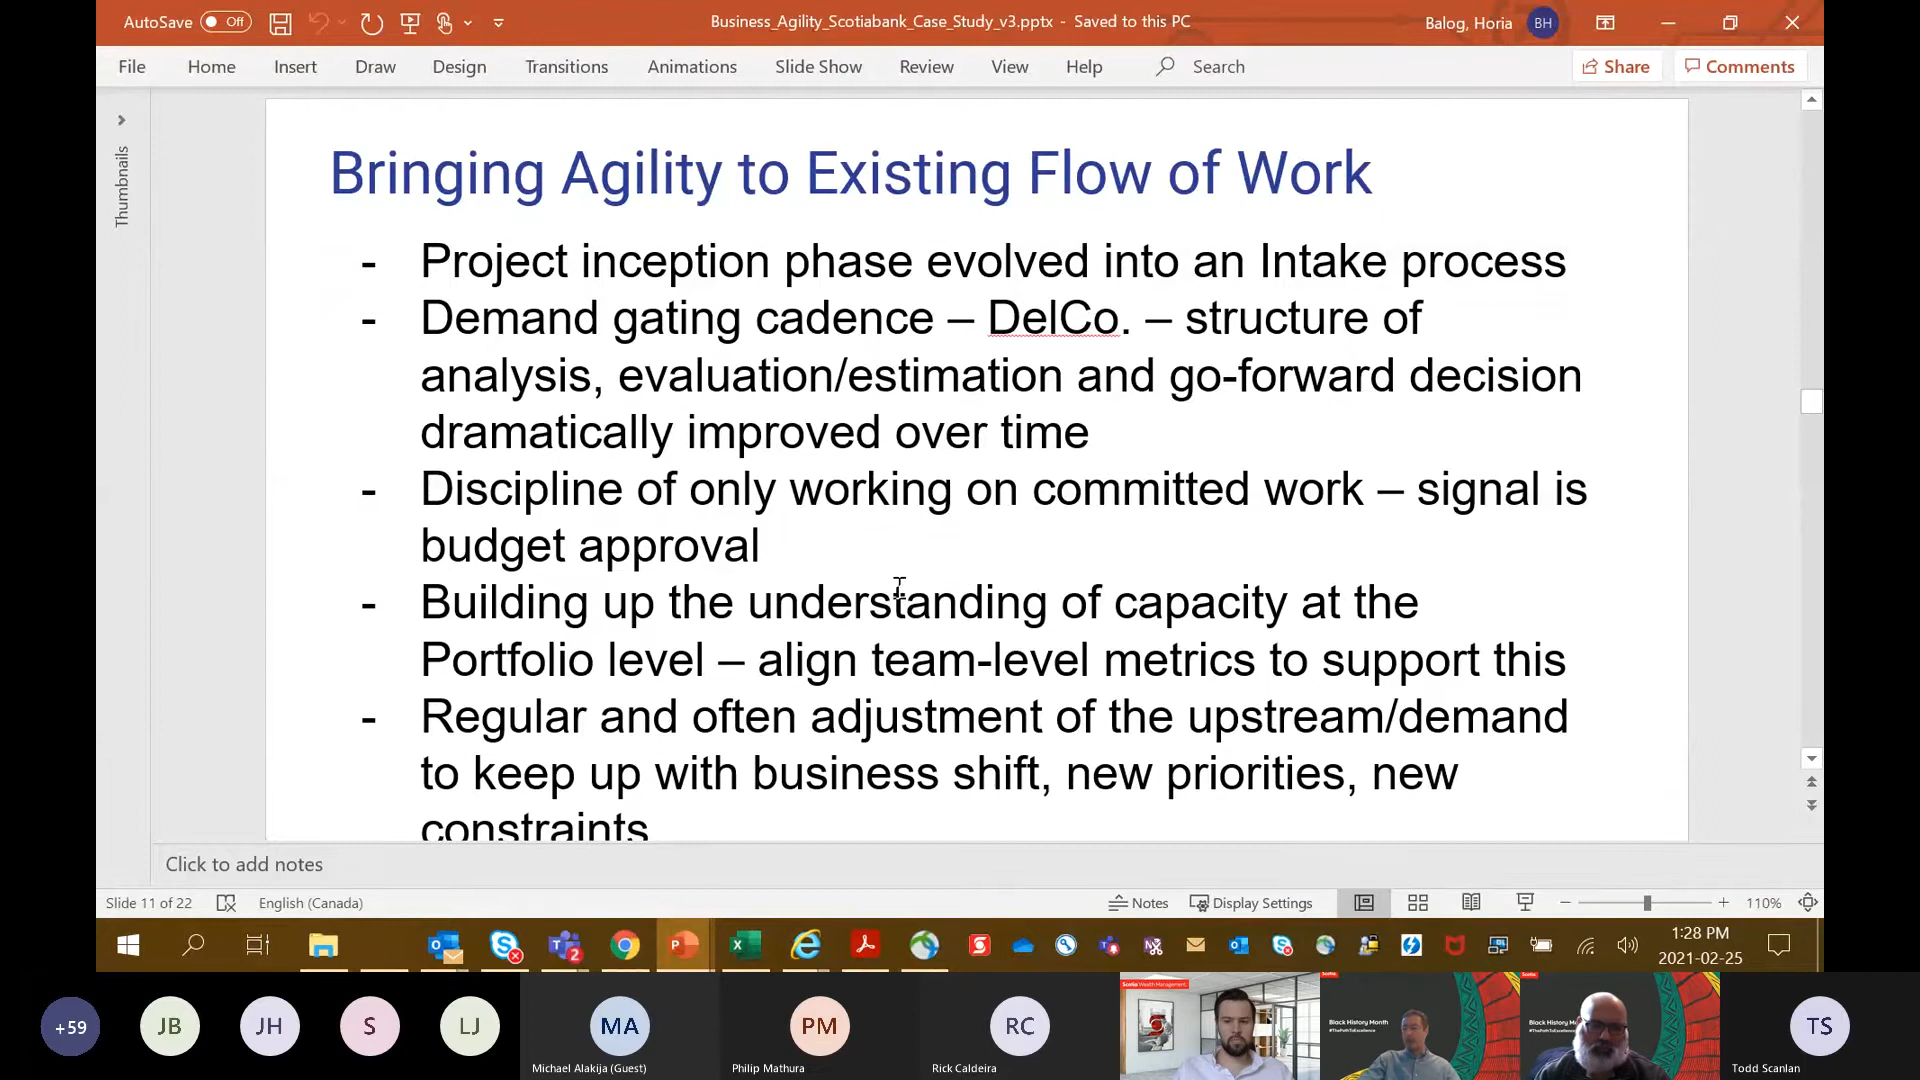 AutoSave Off Business_Agility_Scotiabank_Case_Study_v3.pptx - Saved to this PC Balog, Horia BH
File Home Insert Draw Design Transitions Animations Slide Show Review View Help Search Share Comments
Thumbnails
Bringing Agility to Existing Flow of Work
- Project inception phase evolved into an Intake process
- Demand gating cadence – DelCo. – structure of
analysis, evaluation/estimation and go-forward decision
dramatically improved over time
- Discipline of only working on committed work – signal is
budget approval
- Building up the understanding of capacity at the
Portfolio level – align team-level metrics to support this
- Regular and often adjustment of the upstream/demand
to keep up with business shift, new priorities, new
constraints
Click to add notes
Slide 11 of 22 English (Canada) Notes Display Settings 110%
1:28 PM
2021-02-25
+59 JB JH S LJ MA PM RC TS
Scotia Wealth Management
Black History Month
#ThePathToExcellence
Michael Alakija (Guest) Philip Mathura Rick Caldeira Todd Scanlan